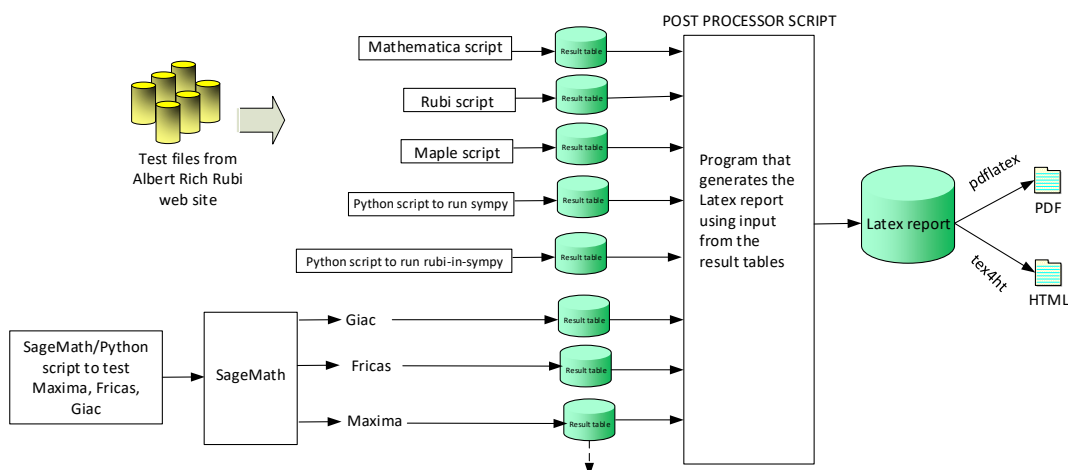 POST PROCESSOR SCRIPT
Mathematica script
Result table
Rubi script
Result table
Maple script
Result table
Python script to run sympy
Result table
Python script to run rubi-in-sympy
Result table
Test files from
Albert Rich Rubi
web site
SageMath/Python
script to test
Maxima, Fricas,
Giac
SageMath
Giac
Result table
Fricas
Result table
Maxima
Result table
Program that
generates the
Latex report
using input
from the
result tables
Latex report
pdflatex
PDF
tex4ht
HTML